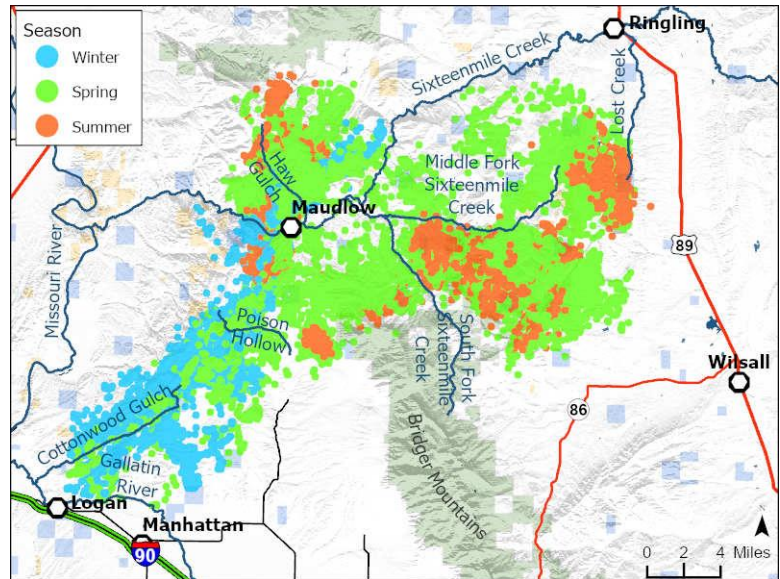 Season
Winter
Spring
Summer
Ringling
Sixteenmile Creek
Lost Creek
Haw
Gulch
Middle Fork
Sixteenmile
Creek
Maudlow
Missouri River
89
Poison
Hollow
South Fork
Sixteenmile
Creek
Wilsall
86
Cottonwood Gulch
Gallatin
River
Bridger Mountains
Logan
Manhattan
90
0 2 4 Miles